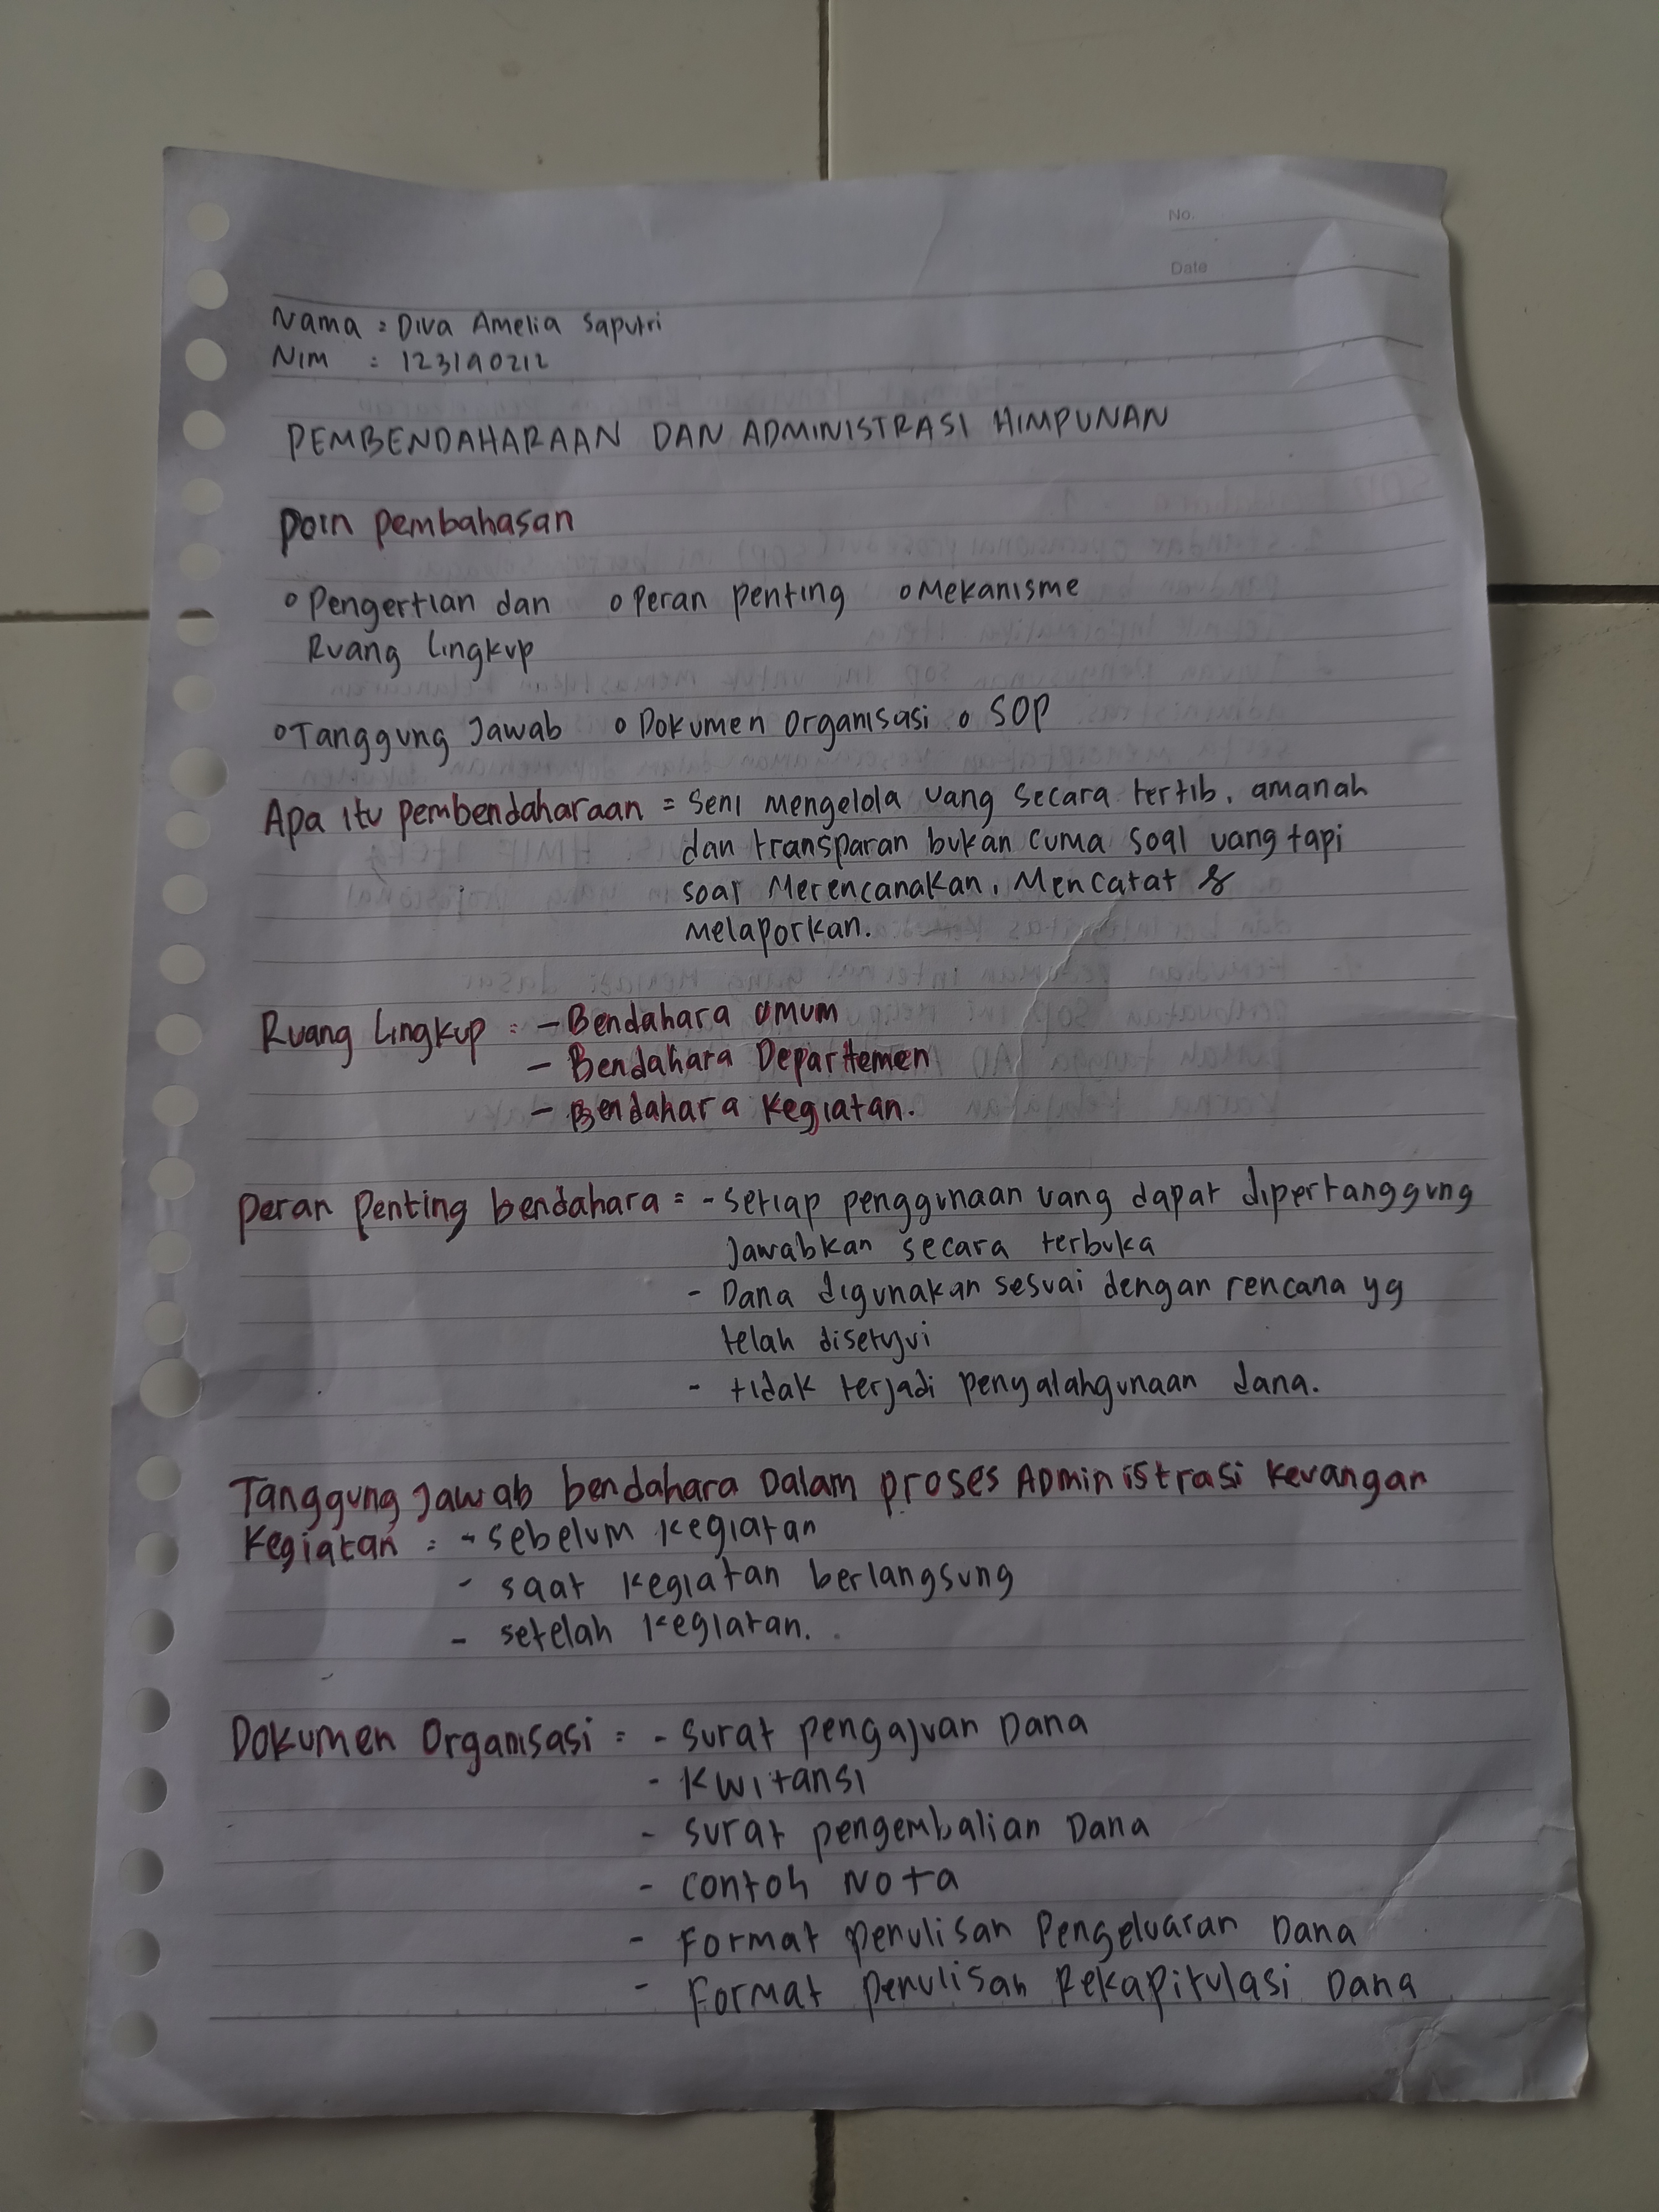 No.
Date
Nama : Diva Amelia Saputri
NIM : 123190212
PEMBENDAHARAAN DAN ADMINISTRASI HIMPUNAN
Poin Pembahasan
o Pengertian dan o Peran penting o Mekanisme
Ruang lingkup
o Tanggung Jawab o Dokumen Organisasi o SOP
Apa itu pembendaharaan = Seni mengelola uang secara tertib, amanah
dan transparan bukan cuma soal uang tapi
soal Merencanakan, Mencatat &
melaporkan.
Ruang Lingkup : - Bendahara Umum
- Bendahara Departemen
- Bendahara Kegiatan.
Peran Penting bendahara = - setiap penggunaan uang dapat dipertanggung
jawabkan secara terbuka
- Dana digunakan sesuai dengan rencana yg
telah disetujui
- tidak terjadi penyalahgunaan dana.
Tanggung Jawab bendahara Dalam proses Administrasi Keuangan
Kegiatan : - sebelum kegiatan
- saat kegiatan berlangsung
- setelah kegiatan.
Dokumen Organisasi : - Surat pengajuan Dana
- Kwitansi
- surat pengembalian Dana
- contoh Nota
- Format penulisan Pengeluaran Dana
- Format penulisan Rekapitulasi Dana